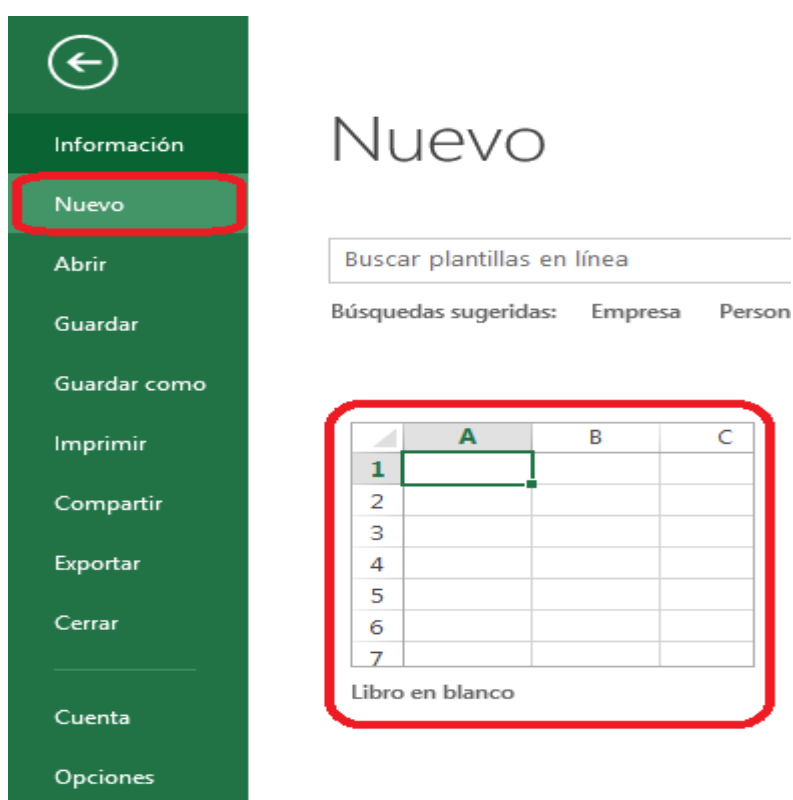 Información
Nuevo
Abrir
Guardar
Guardar como
Imprimir
Compartir
Exportar
Cerrar
Cuenta
Opciones
Nuevo
Buscar plantillas en línea
Búsquedas sugeridas: Empresa Person
A B C
1
2
3
4
5
6
7
Libro en blanco